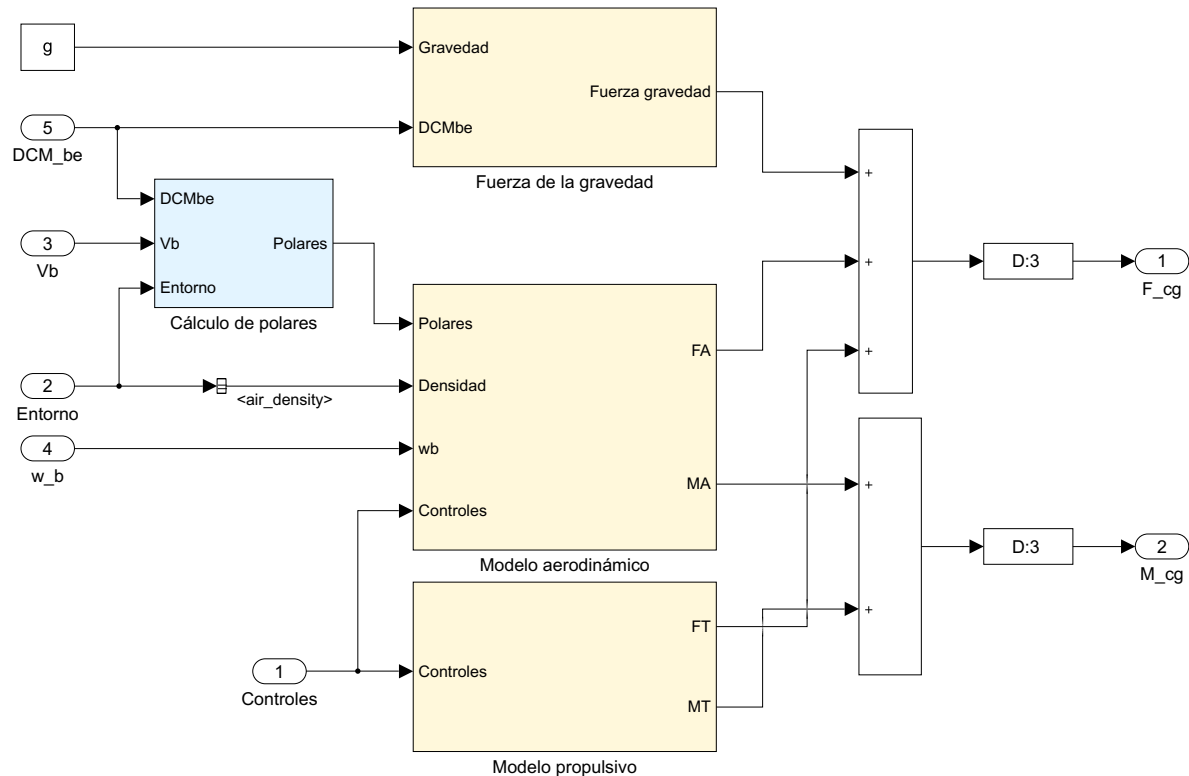 g
Gravedad
Fuerza gravedad
DCMbe
Fuerza de la gravedad
5
DCM_be
DCMbe
Vb
Polares
Entorno
Cálculo de polares
3
Vb
2
Entorno
<air_density>
4
w_b
Polares
Densidad
wb
Controles
FA
MA
Modelo aerodinámico
1
Controles
Controles
FT
MT
Modelo propulsivo
+
+
+
D:3
1
F_cg
+
+
D:3
2
M_cg